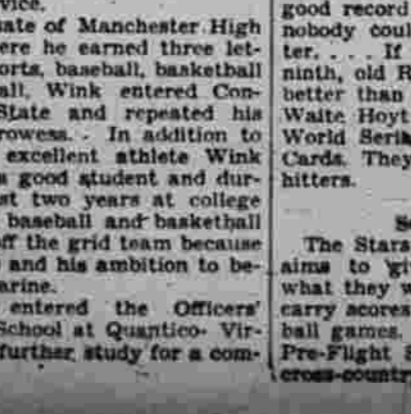 vice.
uate of Manchester High
ere he earned three let-
orts, baseball, basketball
all, Wink entered Con-
State and repeated his
rowess. In addition to
excellent athlete Wink
a good student and dur-
st two years at college
baseball and basketball
off the grid team because
and his ambition to be-
arine.
entered the Officers'
School at Quantico- Vir-
further study for a com-
good record
nobody coul
ter. . . . If
ninth, old R
better than
Waite Hoyt
World Serie
Cards. They
hitters.
The Stars
aims to giv
what they w
carry scores
ball games.
Pre-Flight S
cross-country